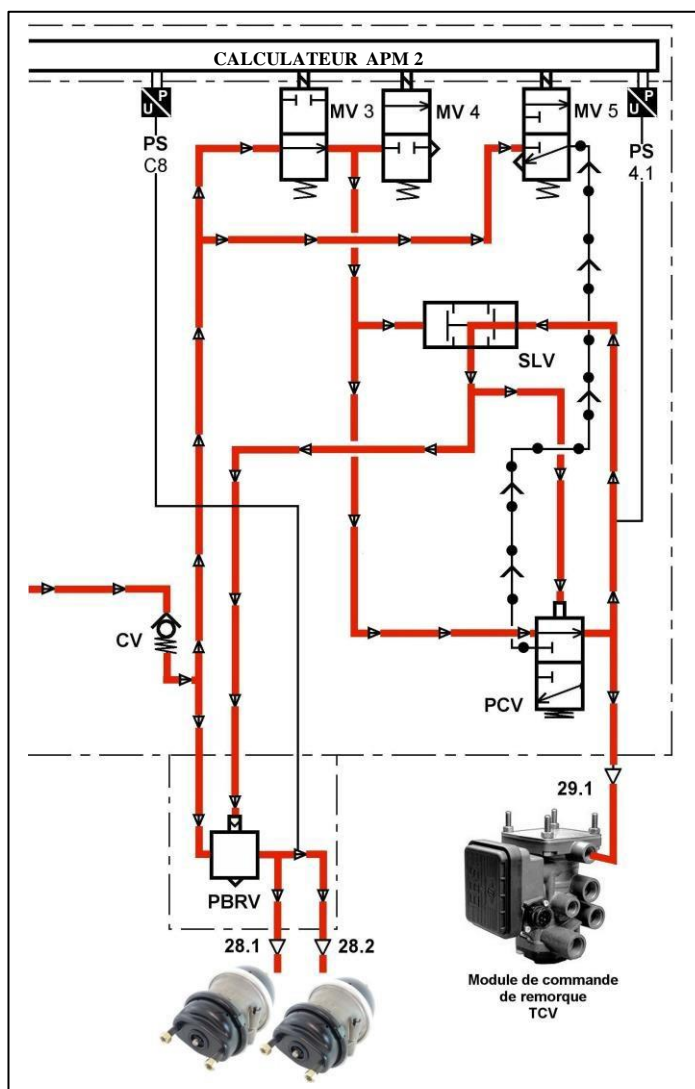 CALCULATEUR APM 2
P
U
PS
C8
MV 3
MV 4
MV 5
P
U
PS
4.1
SLV
CV
PCV
29.1
PBRV
28.1
28.2
Module de commande
de remorque
TCV